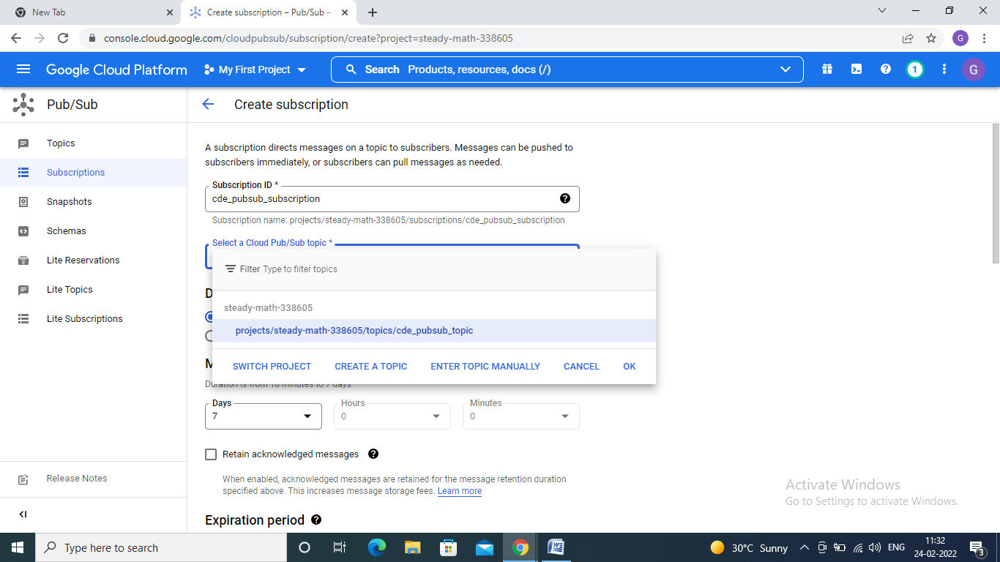 New Tab
Create subscription – Pub/Sub –
console.cloud.google.com/cloudpubsub/subscription/create?project=steady-math-338605
G
Google Cloud Platform
My First Project
Search Products, resources, docs (/)
1
G
Pub/Sub
Create subscription
Topics
Subscriptions
Snapshots
Schemas
Lite Reservations
Lite Topics
Lite Subscriptions
Release Notes
A subscription directs messages on a topic to subscribers. Messages can be pushed to
subscribers immediately, or subscribers can pull messages as needed.
Subscription ID *
cde_pubsub_subscription
Subscription name: projects/steady-math-338605/subscriptions/cde_pubsub_subscription
Select a Cloud Pub/Sub topic *
Filter Type to filter topics
D
steady-math-338605
projects/steady-math-338605/topics/cde_pubsub_topic
SWITCH PROJECT CREATE A TOPIC ENTER TOPIC MANUALLY CANCEL OK
Duration is from 10 minutes to 7 days
Days Hours Minutes
7 0 0
Retain acknowledged messages
When enabled, acknowledged messages are retained for the message retention duration
specified above. This increases message storage fees. Learn more
Expiration period
Activate Windows
Go to Settings to activate Windows.
Type here to search
30°C Sunny
ENG
11:32
24-02-2022
3